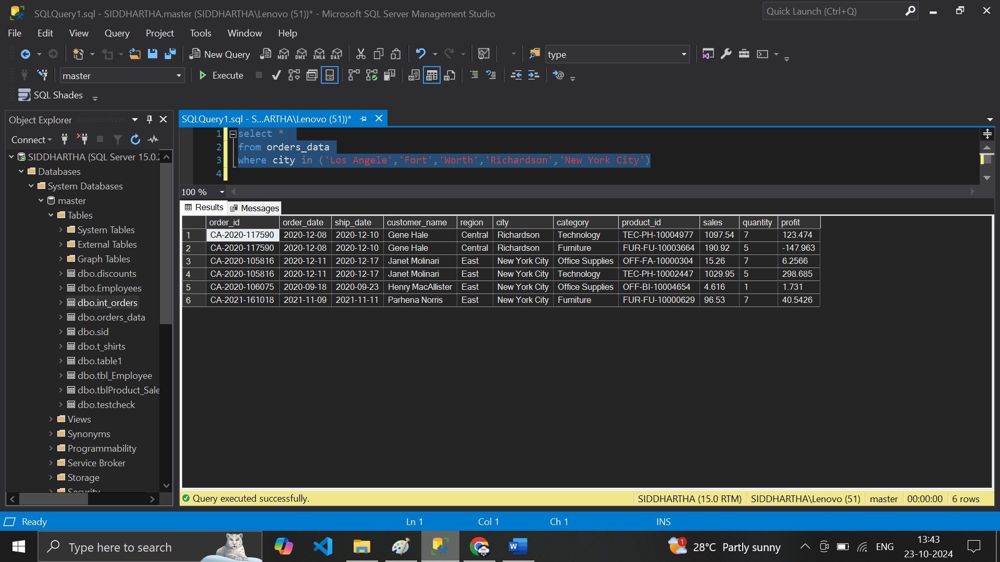 SQLQuery1.sql - SIDDHARTHA.master (SIDDHARTHA\Lenovo (51))* - Microsoft SQL Server Management Studio
Quick Launch (Ctrl+Q)
File Edit View Query Project Tools Window Help
New Query MDX DMX XMLA DAX type
master Execute
SQL Shades
Object Explorer
Connect
SIDDHARTHA (SQL Server 15.0.2
Databases
System Databases
master
Tables
System Tables
External Tables
Graph Tables
dbo.discounts
dbo.Employees
dbo.int_orders
dbo.orders_data
dbo.sid
dbo.t_shirts
dbo.table1
dbo.tbl_Employee
dbo.tblProduct_Sale
dbo.testcheck
Views
Synonyms
Programmability
Service Broker
Storage
Security
SQLQuery1.sql - S...ARTHA\Lenovo (51))*
1 select *
2 from orders_data
3 where city in ('Los Angele','Fort','Worth','Richardson','New York City')
4
100 %
Results Messages
order_id order_date ship_date customer_name region city category product_id sales quantity profit
1 CA-2020-117590 2020-12-08 2020-12-10 Gene Hale Central Richardson Technology TEC-PH-10004977 1097.54 7 123.474
2 CA-2020-117590 2020-12-08 2020-12-10 Gene Hale Central Richardson Furniture FUR-FU-10003664 190.92 5 -147.963
3 CA-2020-105816 2020-12-11 2020-12-17 Janet Molinari East New York City Office Supplies OFF-FA-10000304 15.26 7 6.2566
4 CA-2020-105816 2020-12-11 2020-12-17 Janet Molinari East New York City Technology TEC-PH-10002447 1029.95 5 298.685
5 CA-2020-106075 2020-09-18 2020-09-23 Henry MacAllister East New York City Office Supplies OFF-BI-10004654 4.616 1 1.731
6 CA-2021-161018 2021-11-09 2021-11-11 Parhena Norris East New York City Furniture FUR-FU-10000629 96.53 7 40.5426
Query executed successfully. SIDDHARTHA (15.0 RTM) SIDDHARTHA\Lenovo (51) master 00:00:00 6 rows
Ready Ln 1 Col 1 Ch 1 INS
Type here to search 1 28°C Partly sunny ENG 13:43
23-10-2024